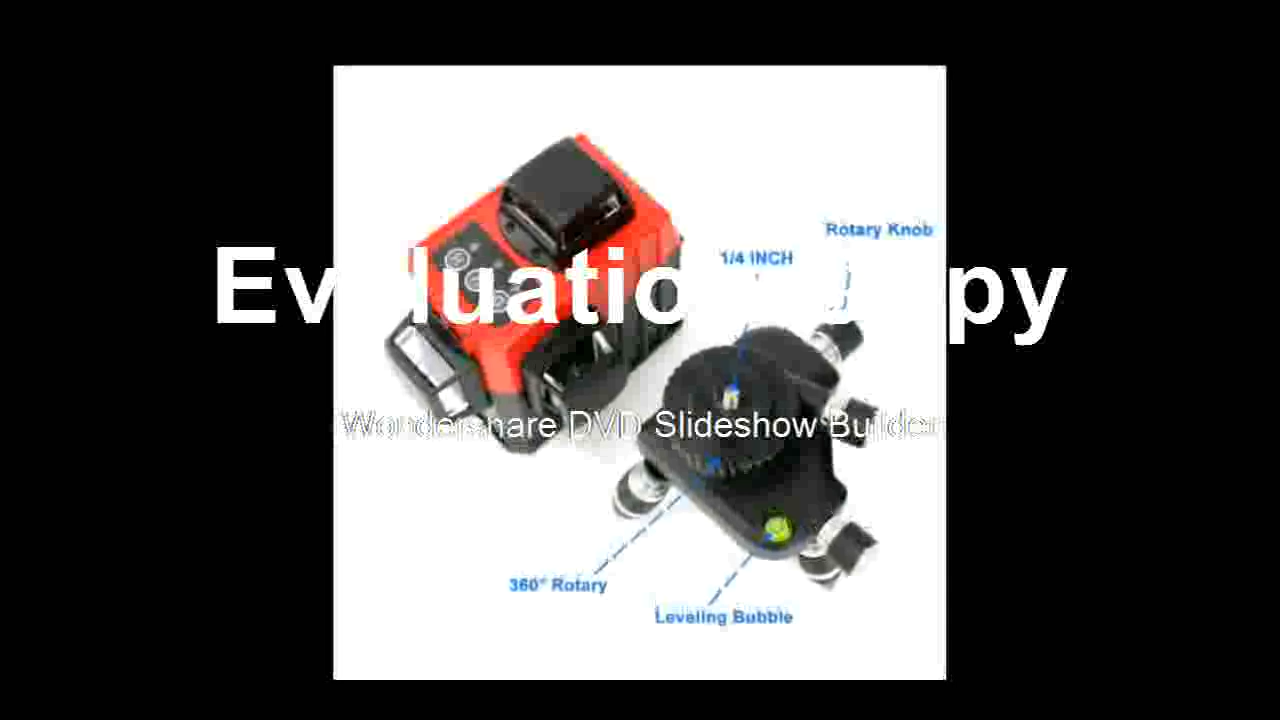 Rotary Knob
1/4 INCH
Evaluation Copy
Wondershare DVD Slideshow Builder
360° Rotary
Leveling Bubble